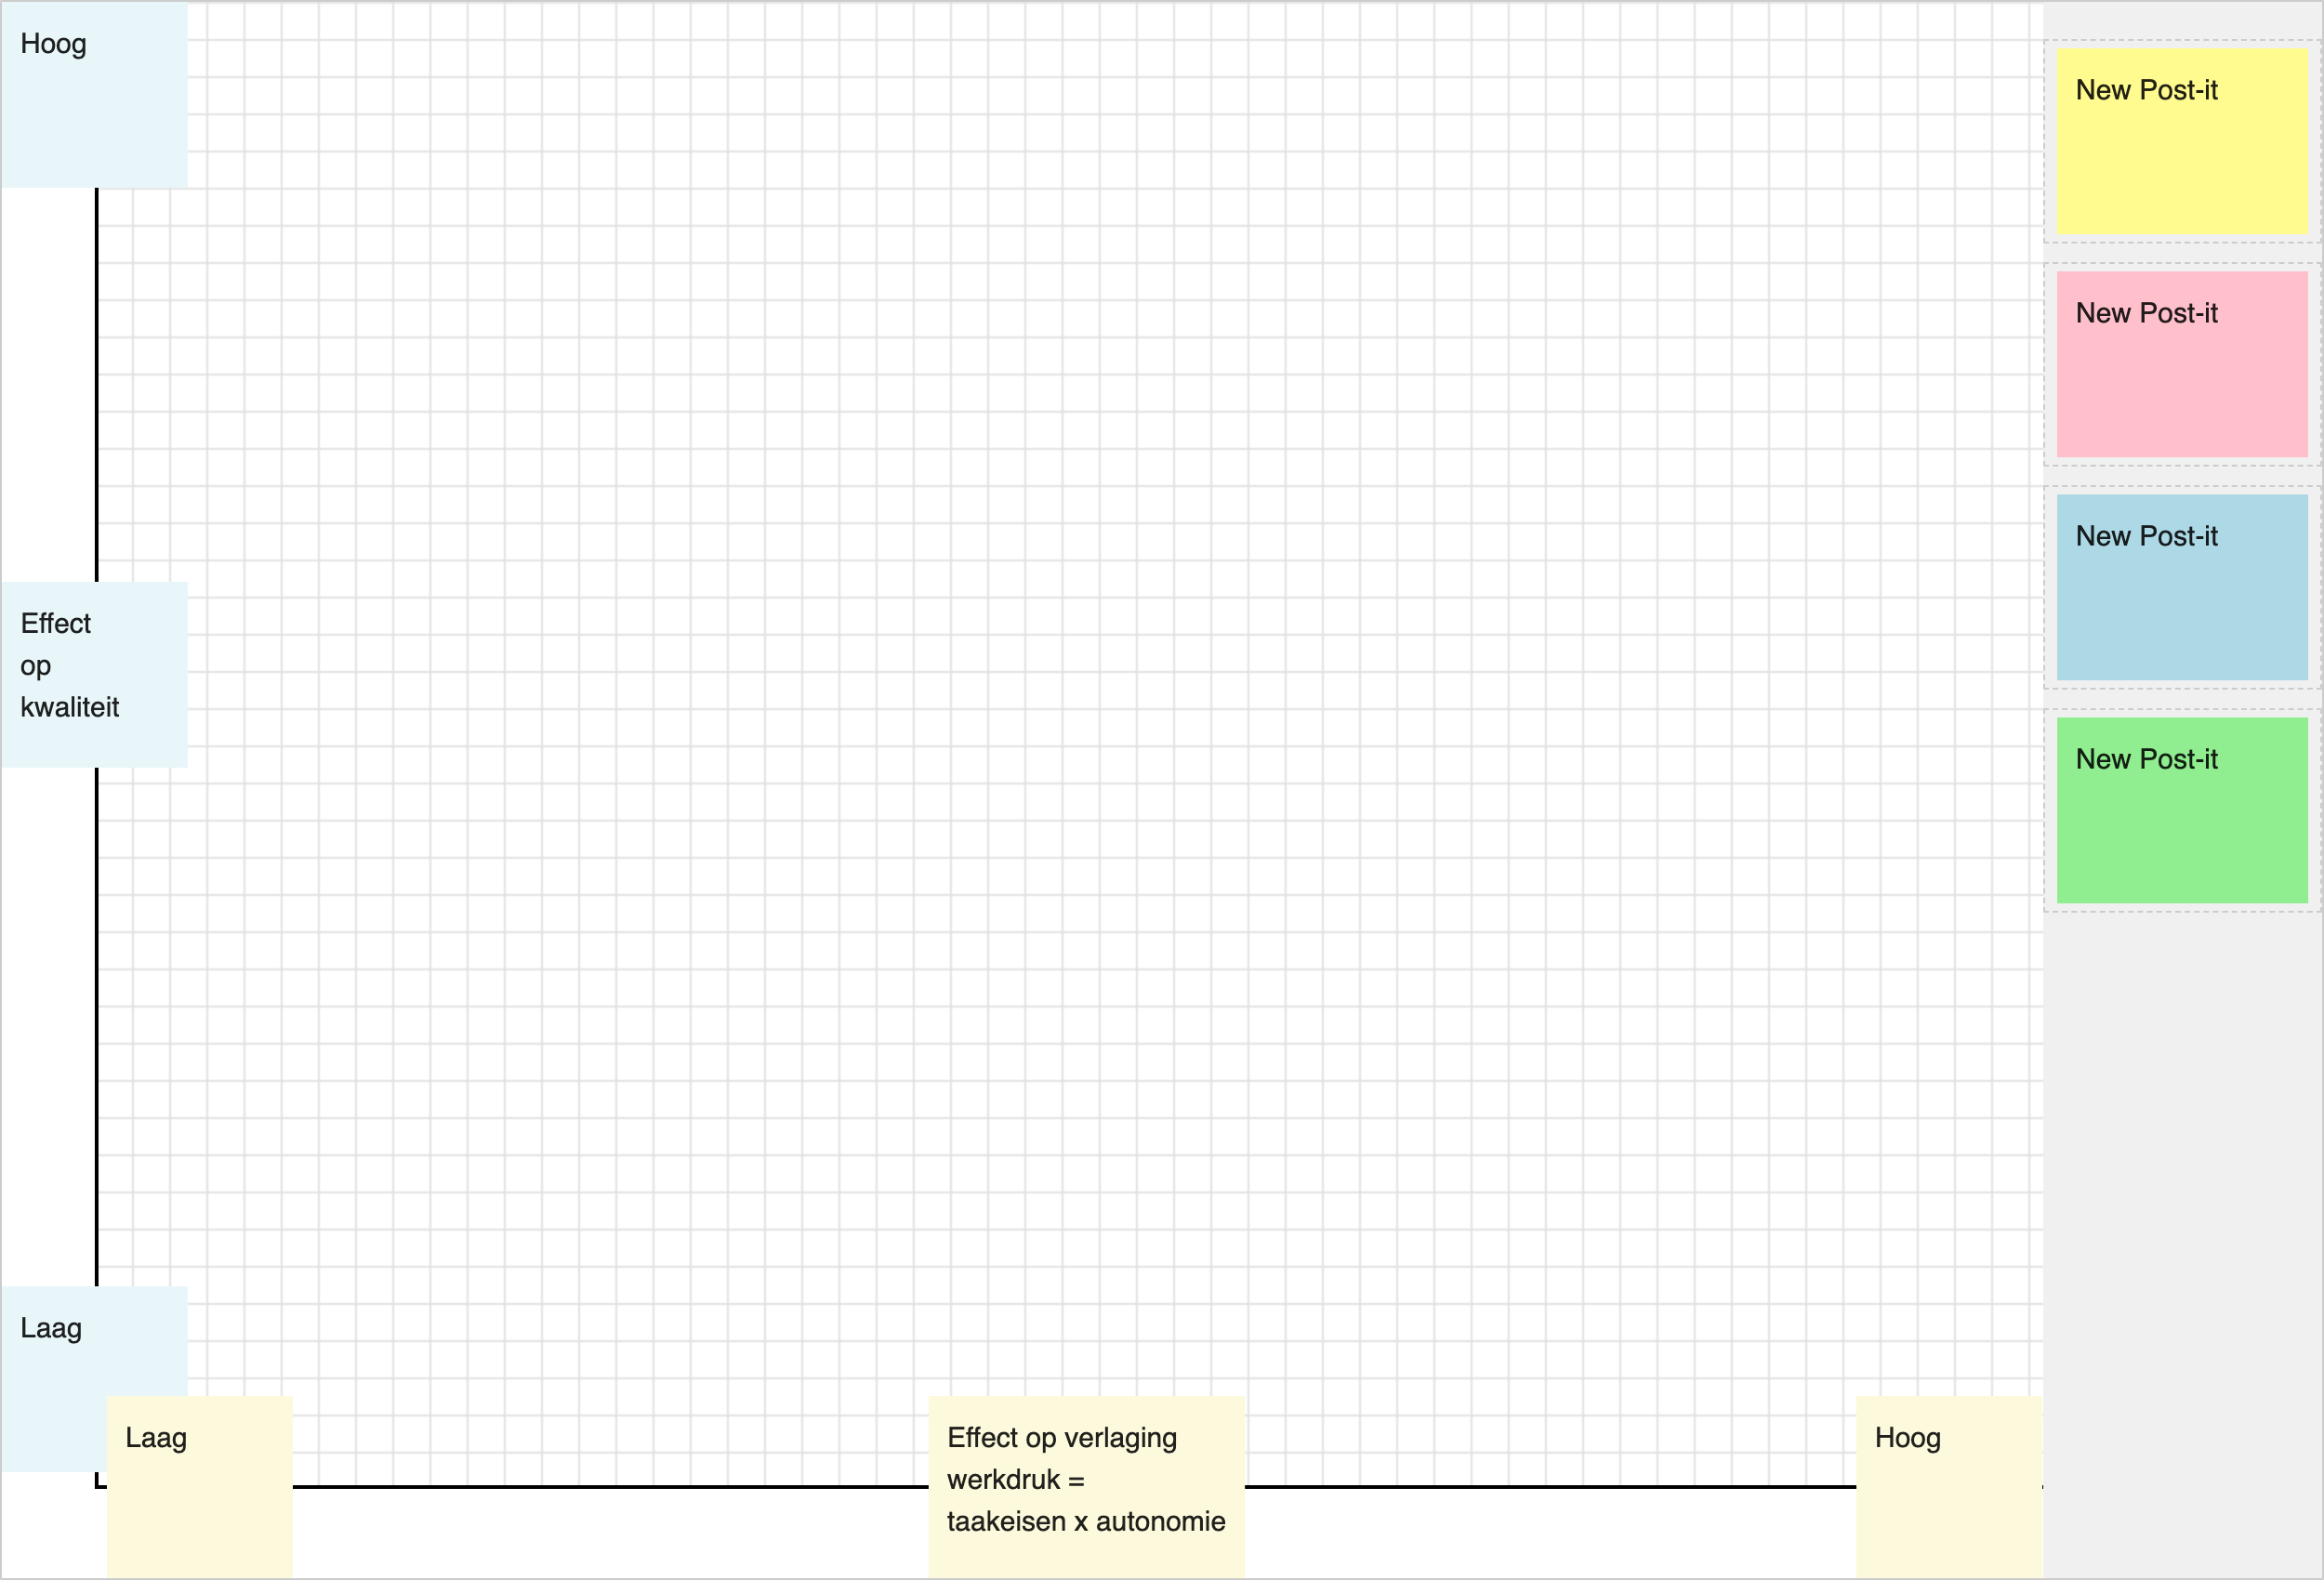 Hoog
New Post-it
New Post-it
New Post-it
Effect
op
kwaliteit
New Post-it
Laag
Laag
Effect op verlaging
werkdruk =
taakeisen x autonomie
Hoog